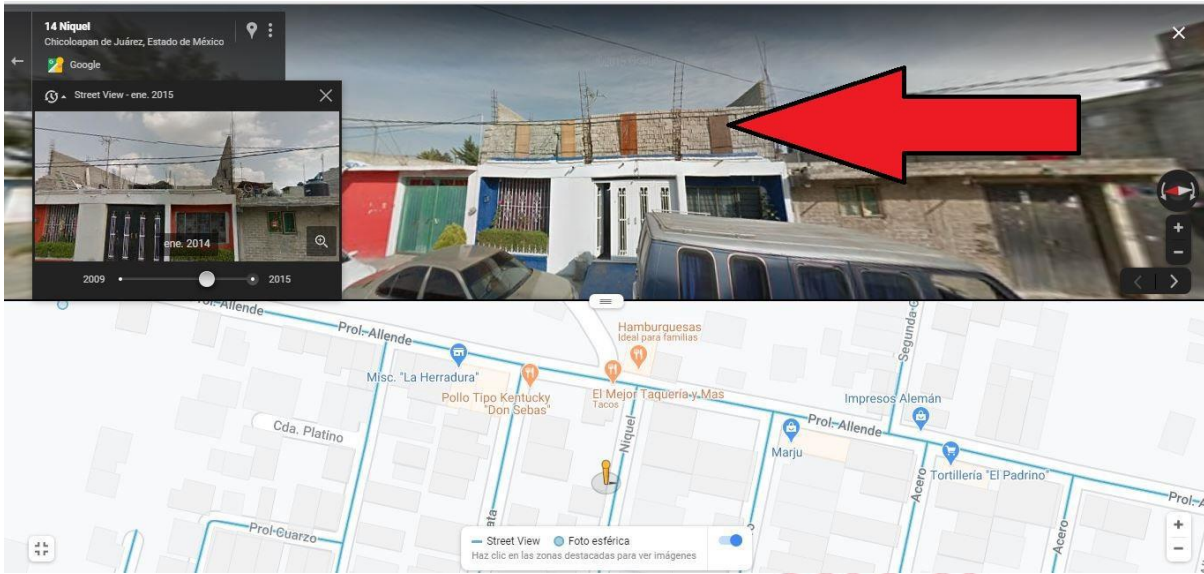 14 Niquel
Chicoloapan de Juárez, Estado de México
Google
Street View - ene. 2015
ene. 2014
2009
2015
Prol. Allende
Prol. Allende
Hamburguesas
Ideal para familias
Misc. "La Herradura"
Pollo Tipo Kentucky
"Don Sebas"
El Mejor Taquería y Mas
Tacos
Segunda
Impresos Alemán
Cda. Platino
Niquel
Prol. Allende
Marju
Acero
Tortillería "El Padrino"
Prol. A
Prol Cuarzo
ata
Acero
Street View
Foto esférica
Haz clic en las zonas destacadas para ver imágenes